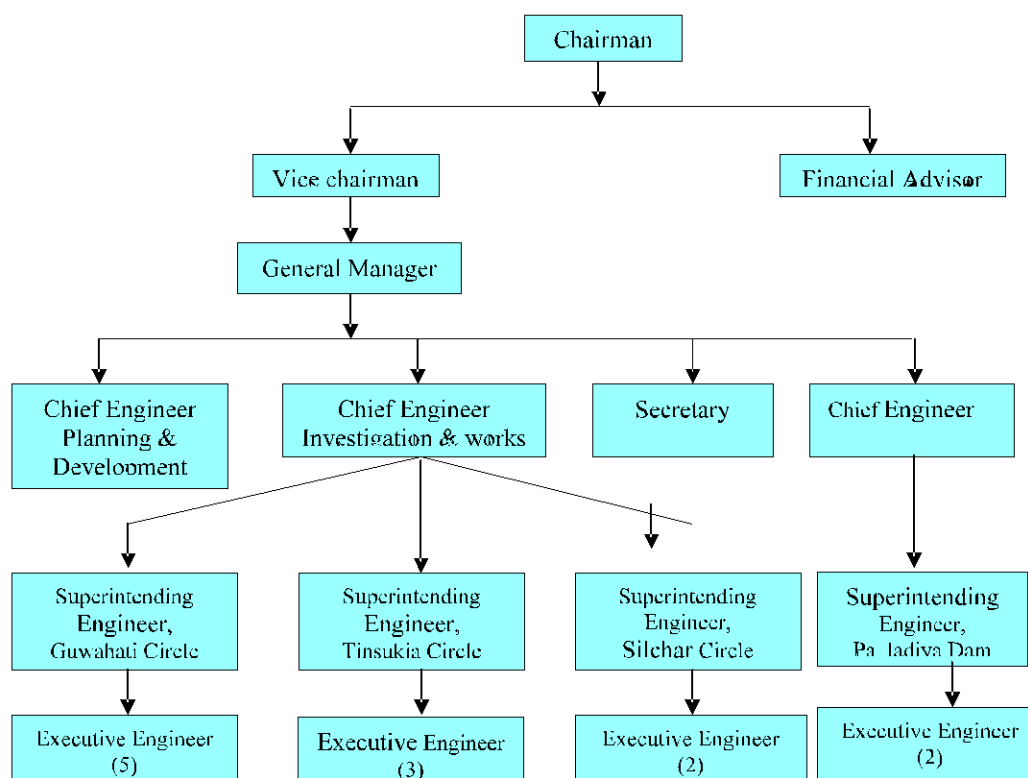 Chairman
Vice chairman
Financial Advisor
General Manager
Chief Engineer
Planning &
Development
Chief Engineer
Investigation & works
Secretary
Chief Engineer
Superintending
Engineer,
Guwahati Circle
Superintending
Engineer,
Tinsukia Circle
Superintending
Engineer,
Silchar Circle
Superintending
Engineer,
Dam
Executive Engineer
(5)
Executive Engineer
(3)
Executive Engineer
(2)
Executive Engineer
(2)